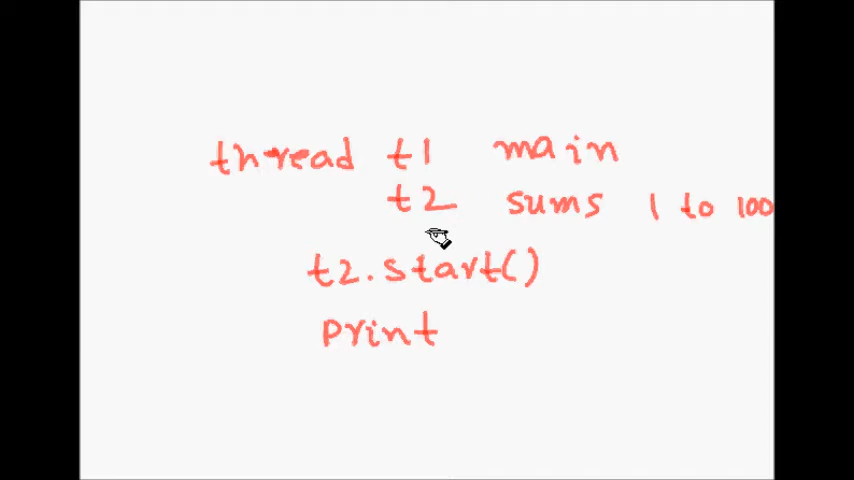 thread t1 main
t2 sums 1 to 100
t2.start()
print